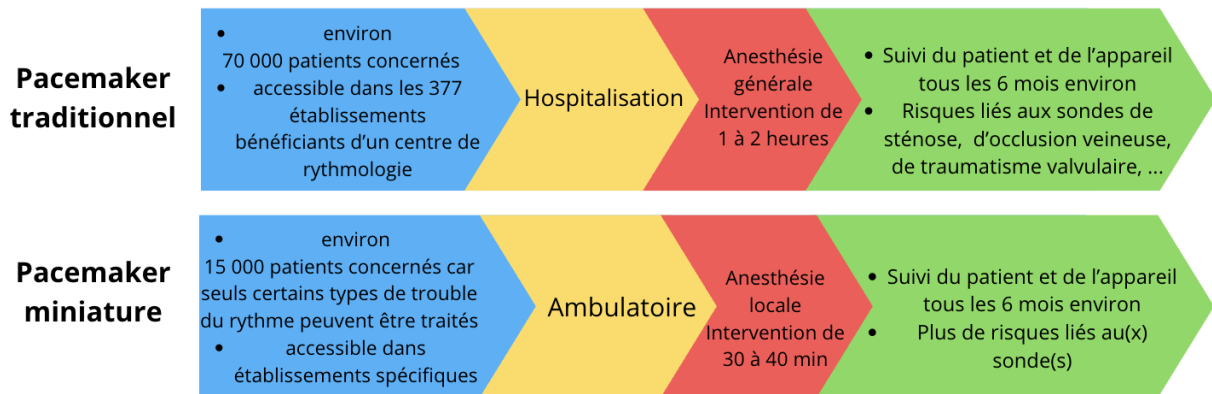 Pacemaker
traditionnel
• environ
70 000 patients concernés
• accessible dans les 377
établissements
bénéficiants d’un centre de
rythmologie
Hospitalisation
Anesthésie
générale
Intervention de
1 à 2 heures
• Suivi du patient et de l’appareil
tous les 6 mois environ
• Risques liés aux sondes de
sténose, d’occlusion veineuse,
de traumatisme valvulaire, ...
Pacemaker
miniature
• environ
15 000 patients concernés car
seuls certains types de trouble
du rythme peuvent être traités
• accessible dans
établissements spécifiques
Ambulatoire
Anesthésie
locale
Intervention de
30 à 40 min
• Suivi du patient et de l’appareil
tous les 6 mois environ
• Plus de risques liés au(x)
sonde(s)